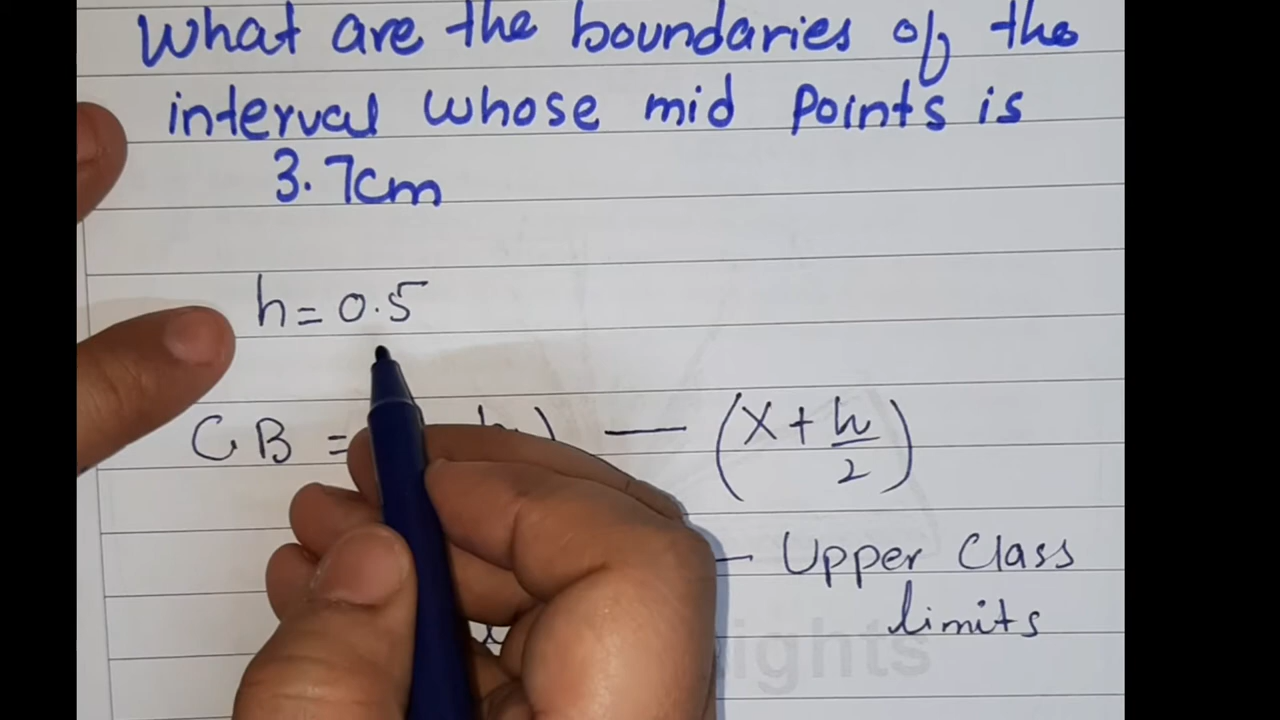 What are the boundaries of the
interval whose mid points is
3.7cm
h = 0.5
CB = h) — (X + h/2)
— Upper Class
limits
ights